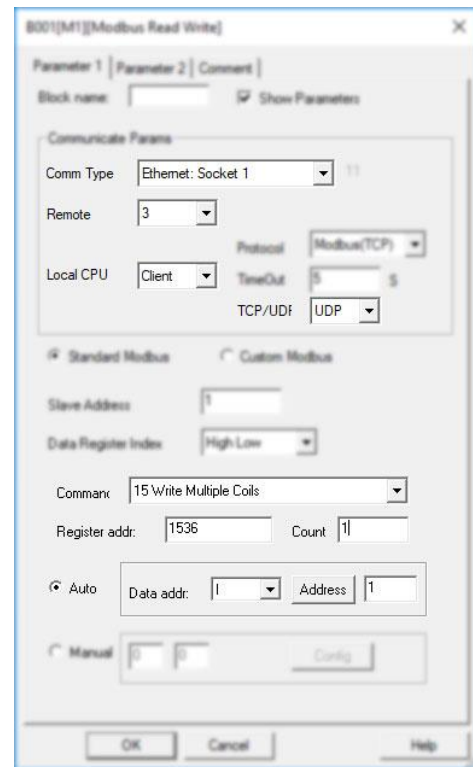 B001[M1][Modbus Read Write]
Parameter 1 Parameter 2 Comment
Block name: Show Parameters
Communicate Params
Comm Type Ethernet: Socket 1 11
Remote 3
Protocol Modbus(TCP)
Local CPU Client TimeOut 5 S
TCP/UDF UDP
Standard Modbus Custom Modbus
Slave Address 1
Data Register Index High Low
Commanc 15 Write Multiple Coils
Register addr: 1536 Count 1
Auto Data addr: I Address 1
Manual 0 0 Config
OK Cancel Help